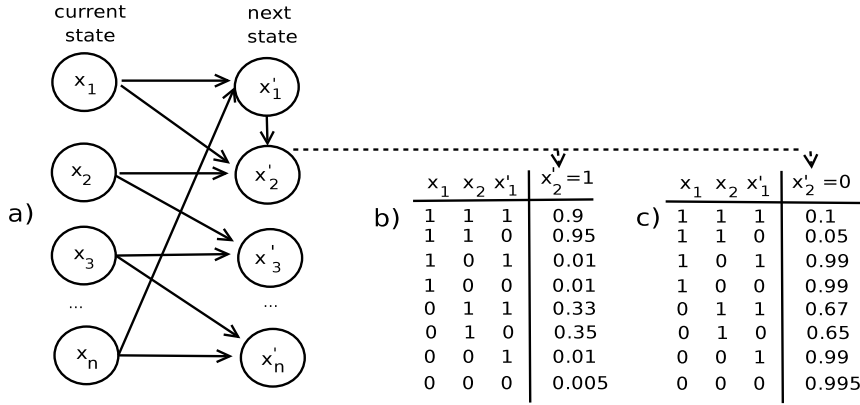 current state
next state
a)
x1 x'1
x2 x'2
x3 x'3
... ...
xn x'n
b)
x1 x2 x'1 x'2=1
1 1 1 0.9
1 1 0 0.95
1 0 1 0.01
1 0 0 0.01
0 1 1 0.33
0 1 0 0.35
0 0 1 0.01
0 0 0 0.005
c)
x1 x2 x'1 x'2=0
1 1 1 0.1
1 1 0 0.05
1 0 1 0.99
1 0 0 0.99
0 1 1 0.67
0 1 0 0.65
0 0 1 0.99
0 0 0 0.995